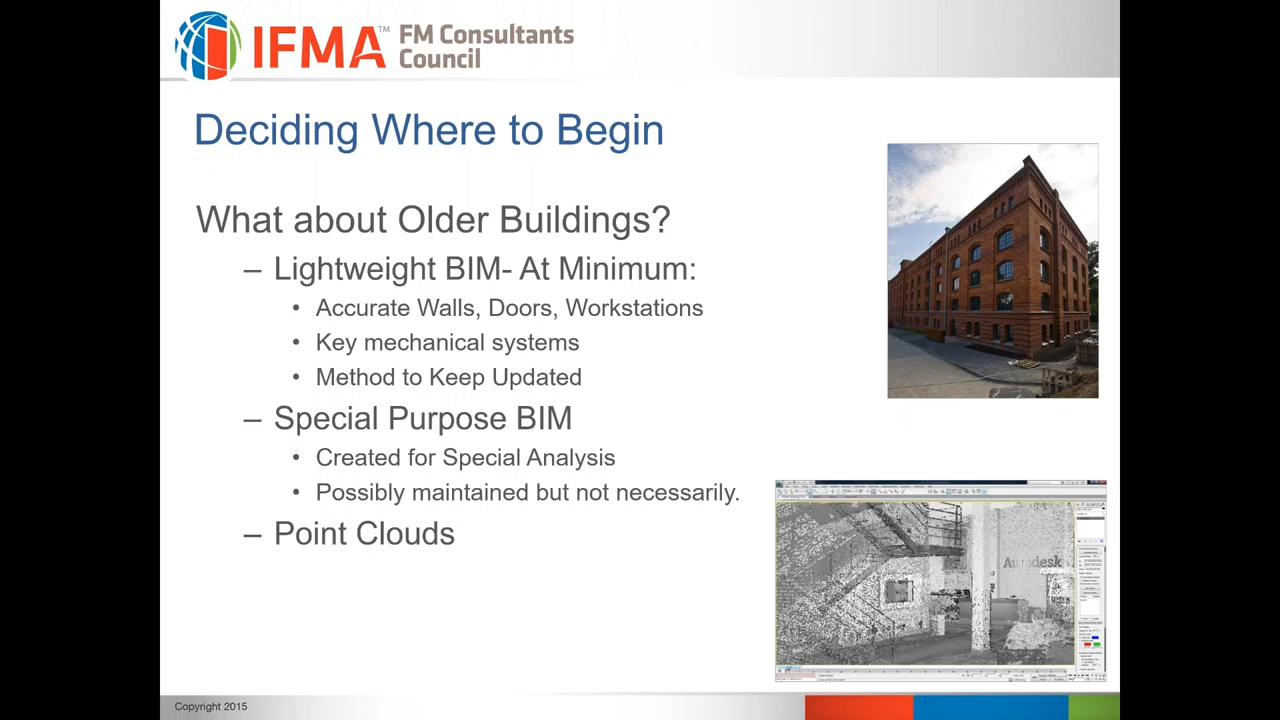 IFMA™ FM Consultants
Council
Deciding Where to Begin
What about Older Buildings?
– Lightweight BIM- At Minimum:
• Accurate Walls, Doors, Workstations
• Key mechanical systems
• Method to Keep Updated
– Special Purpose BIM
• Created for Special Analysis
• Possibly maintained but not necessarily.
– Point Clouds
Autodesk
Copyright 2015